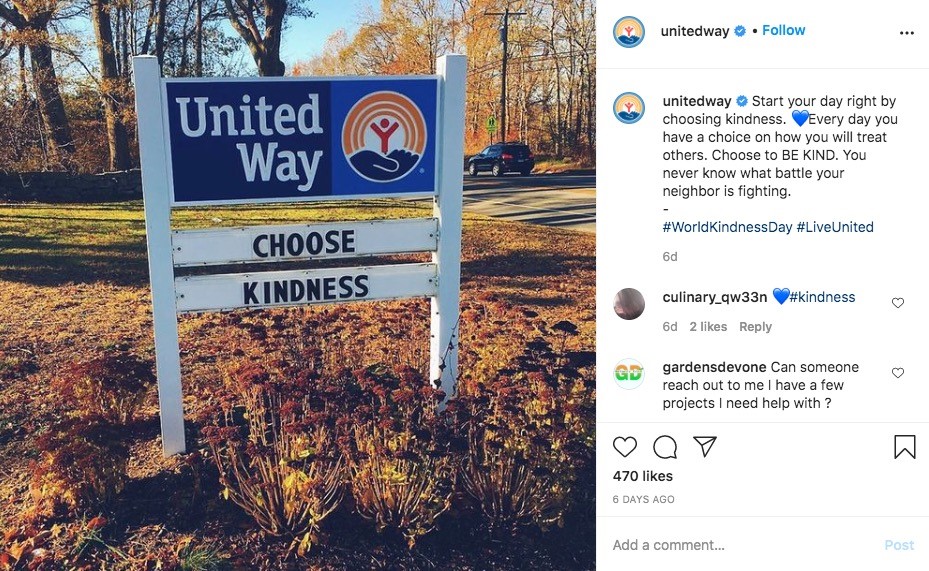 United
Way
CHOOSE
KINDNESS
unitedway • Follow
unitedway Start your day right by
choosing kindness. 💙Every day you
have a choice on how you will treat
others. Choose to BE KIND. You
never know what battle your
neighbor is fighting.
-
#WorldKindnessDay #LiveUnited
6d
culinary_qw33n 💙#kindness
6d 2 likes Reply
GD
gardensdevone Can someone
reach out to me I have a few
projects I need help with ?
470 likes
6 DAYS AGO
Add a comment...
Post